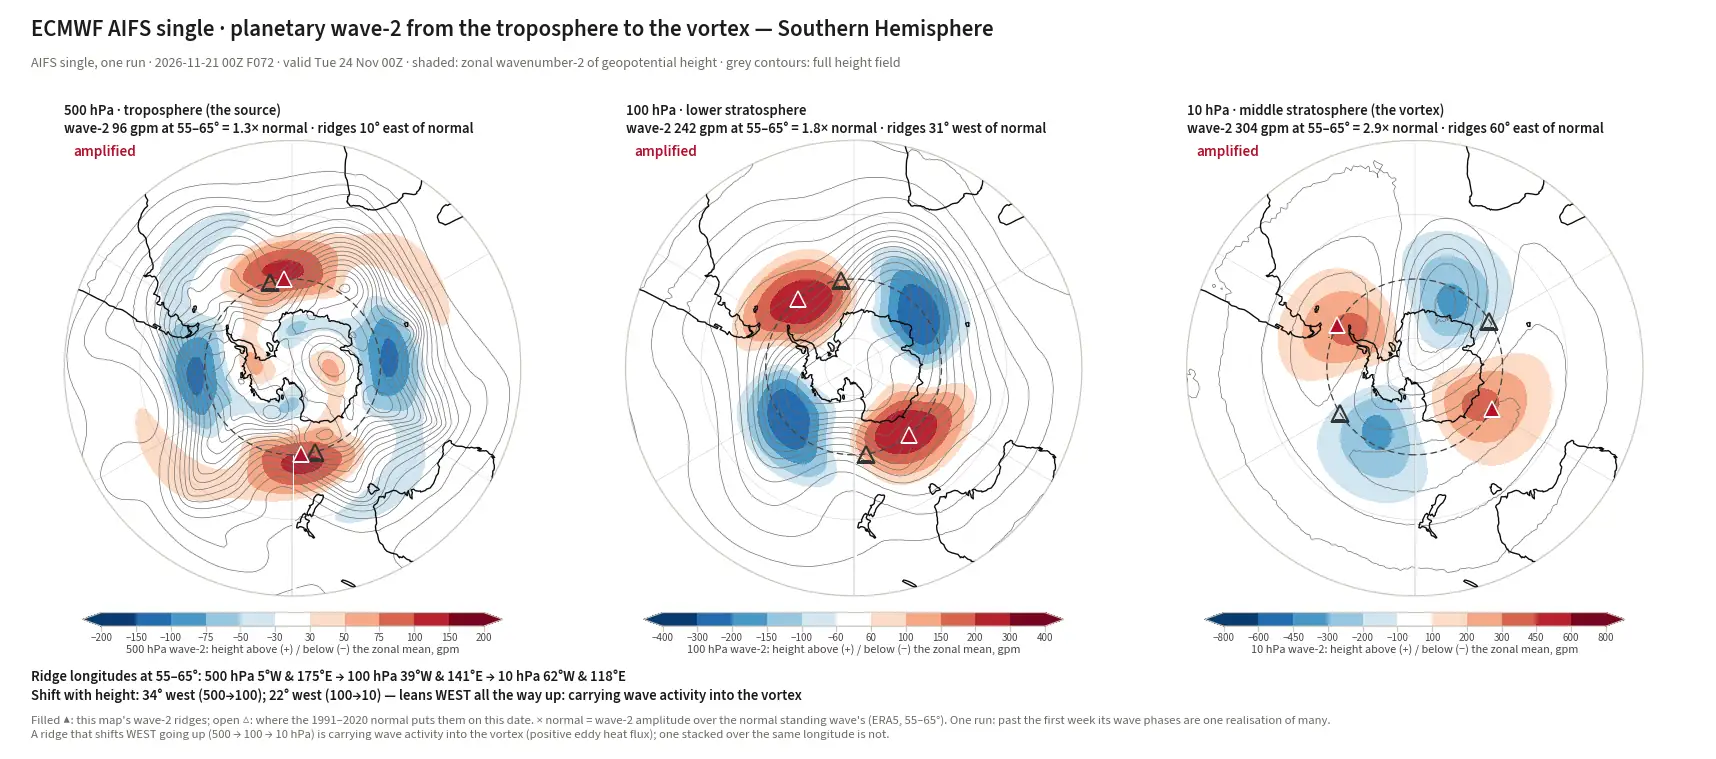 ECMWF AIFS single · planetary wave-2 from the troposphere to the vortex — Southern Hemisphere
AIFS single, one run · 2026-11-21 00Z F072 · valid Tue 24 Nov 00Z · shaded: zonal wavenumber-2 of geopotential height · grey contours: full height field
500 hPa · troposphere (the source)
wave-2 96 gpm at 55–65° = 1.3× normal · ridges 10° east of normal
amplified
100 hPa · lower stratosphere
wave-2 242 gpm at 55–65° = 1.8× normal · ridges 31° west of normal
amplified
10 hPa · middle stratosphere (the vortex)
wave-2 304 gpm at 55–65° = 2.9× normal · ridges 60° east of normal
amplified
−200 −150 −100 −75 −50 −30 30 50 75 100 150 200
500 hPa wave-2: height above (+) / below (−) the zonal mean, gpm
−400 −300 −200 −150 −100 −60 60 100 150 200 300 400
100 hPa wave-2: height above (+) / below (−) the zonal mean, gpm
−800 −600 −450 −300 −200 −100 100 200 300 450 600 800
10 hPa wave-2: height above (+) / below (−) the zonal mean, gpm
Ridge longitudes at 55–65°: 500 hPa 5°W & 175°E → 100 hPa 39°W & 141°E → 10 hPa 62°W & 118°E
Shift with height: 34° west (500→100); 22° west (100→10) — leans WEST all the way up: carrying wave activity into the vortex
Filled ▲: this map's wave-2 ridges; open △: where the 1991–2020 normal puts them on this date. × normal = wave-2 amplitude over the normal standing wave's (ERA5, 55–65°). One run: past the first week its wave phases are one realisation of many.
A ridge that shifts WEST going up (500 → 100 → 10 hPa) is carrying wave activity into the vortex (positive eddy heat flux); one stacked over the same longitude is not.